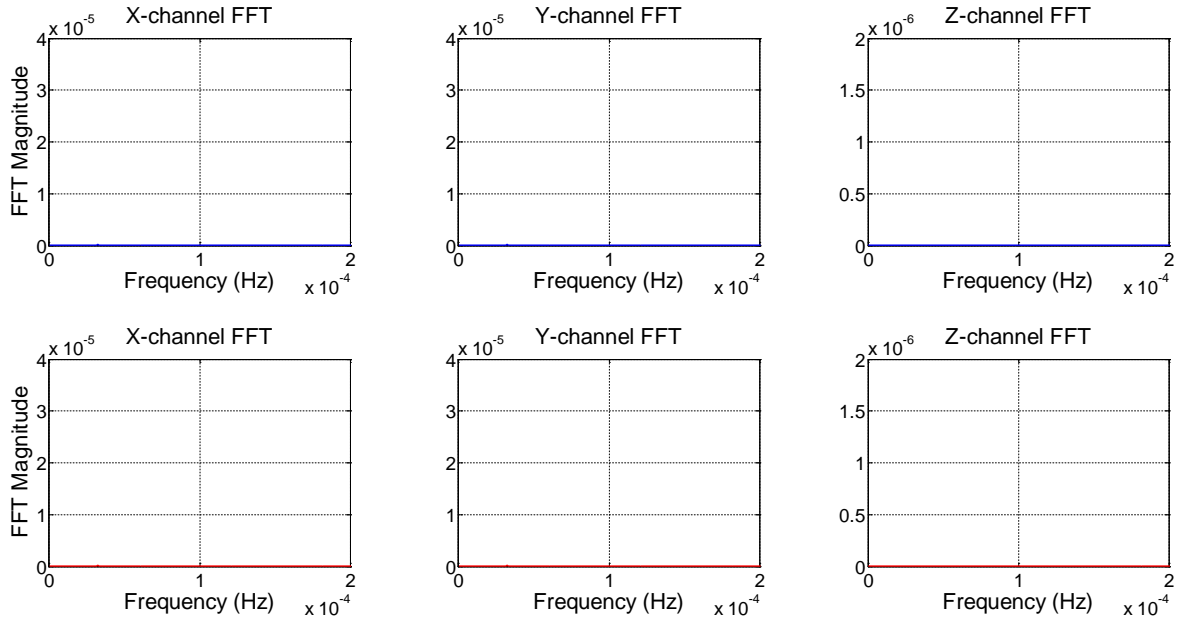 X-channel FFT
x 10-5
4
3
2
1
0
FFT Magnitude
0 1 2
Frequency (Hz)
x 10-4
Y-channel FFT
x 10-5
4
3
2
1
0
0 1 2
Frequency (Hz)
x 10-4
Z-channel FFT
x 10-6
2
1.5
1
0.5
0
0 1 2
Frequency (Hz)
x 10-4
X-channel FFT
x 10-5
4
3
2
1
0
FFT Magnitude
0 1 2
Frequency (Hz)
x 10-4
Y-channel FFT
x 10-5
4
3
2
1
0
0 1 2
Frequency (Hz)
x 10-4
Z-channel FFT
x 10-6
2
1.5
1
0.5
0
0 1 2
Frequency (Hz)
x 10-4